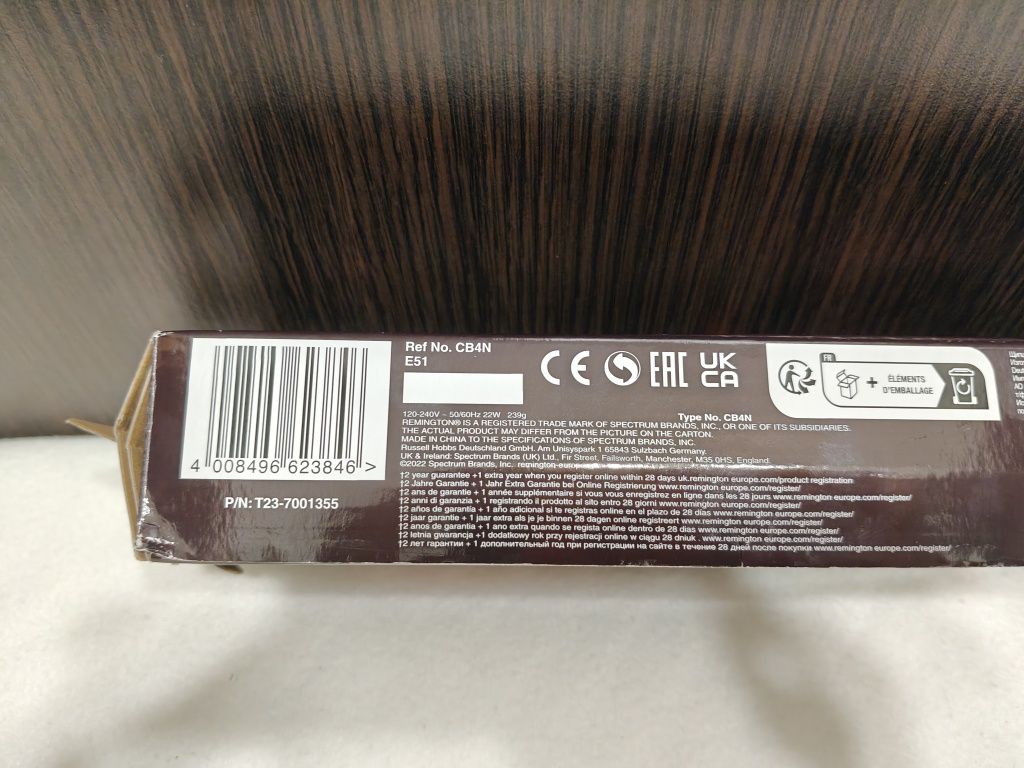 Ref No. CB4N
E51
4 008496 623846 >
P/N: T23-7001355
CE
EAC
UK
CA
FR
+
ÉLÉMENTS
D'EMBALLAGE
120-240V ~ 50/60Hz 22W 239g
Type No. CB4N
REMINGTON® IS A REGISTERED TRADE MARK OF SPECTRUM BRANDS, INC., OR ONE OF ITS SUBSIDIARIES.
THE ACTUAL PRODUCT MAY DIFFER FROM THE PICTURE ON THE CARTON.
MADE IN CHINA TO THE SPECIFICATIONS OF SPECTRUM BRANDS, INC.
Russell Hobbs Deutschland GmbH. Am Unisyspark 1 65843 Sulzbach Germany.
UK & Ireland: Spectrum Brands (UK) Ltd., Fir Street, Failsworth, Manchester, M35 0HS, England.
©2022 Spectrum Brands, Inc. remington-europe
†2 year guarantee +1 extra year when you register online within 28 days uk.remington europe.com/product registration
†2 Jahre Garantie + 1 Jahr Extra Garantie bei Online Registrierung www.remington europe.com/register/
†2 ans de garantie + 1 année supplémentaire si vous vous enregistrez en ligne dans les 28 jours www.remington europe.com/register/
†2 anni di garanzia + 1 registrando il prodotto al sito entro 28 giorni www.remington europe.com/register/
†2 años de garantía + 1 año adicional si te registras online en el plazo de 28 días www.remington europe.com/register/
†2 jaar garantie + 1 jaar extra als je je binnen 28 dagen online registreert www.remington europe.com/register/
†2 anos de garantia + 1 ano extra quando se regista online dentro de 28 dias www.remington europe.com/register/
†2 letnia gwarancja +1 dodatkowy rok przy rejestracji online w ciągu 28 dniuk . www.remington europe.com/register/
†2 лет гарантии + 1 дополнительный год при регистрации на сайте в течение 28 дней после покупки www.remington europe.com/register/